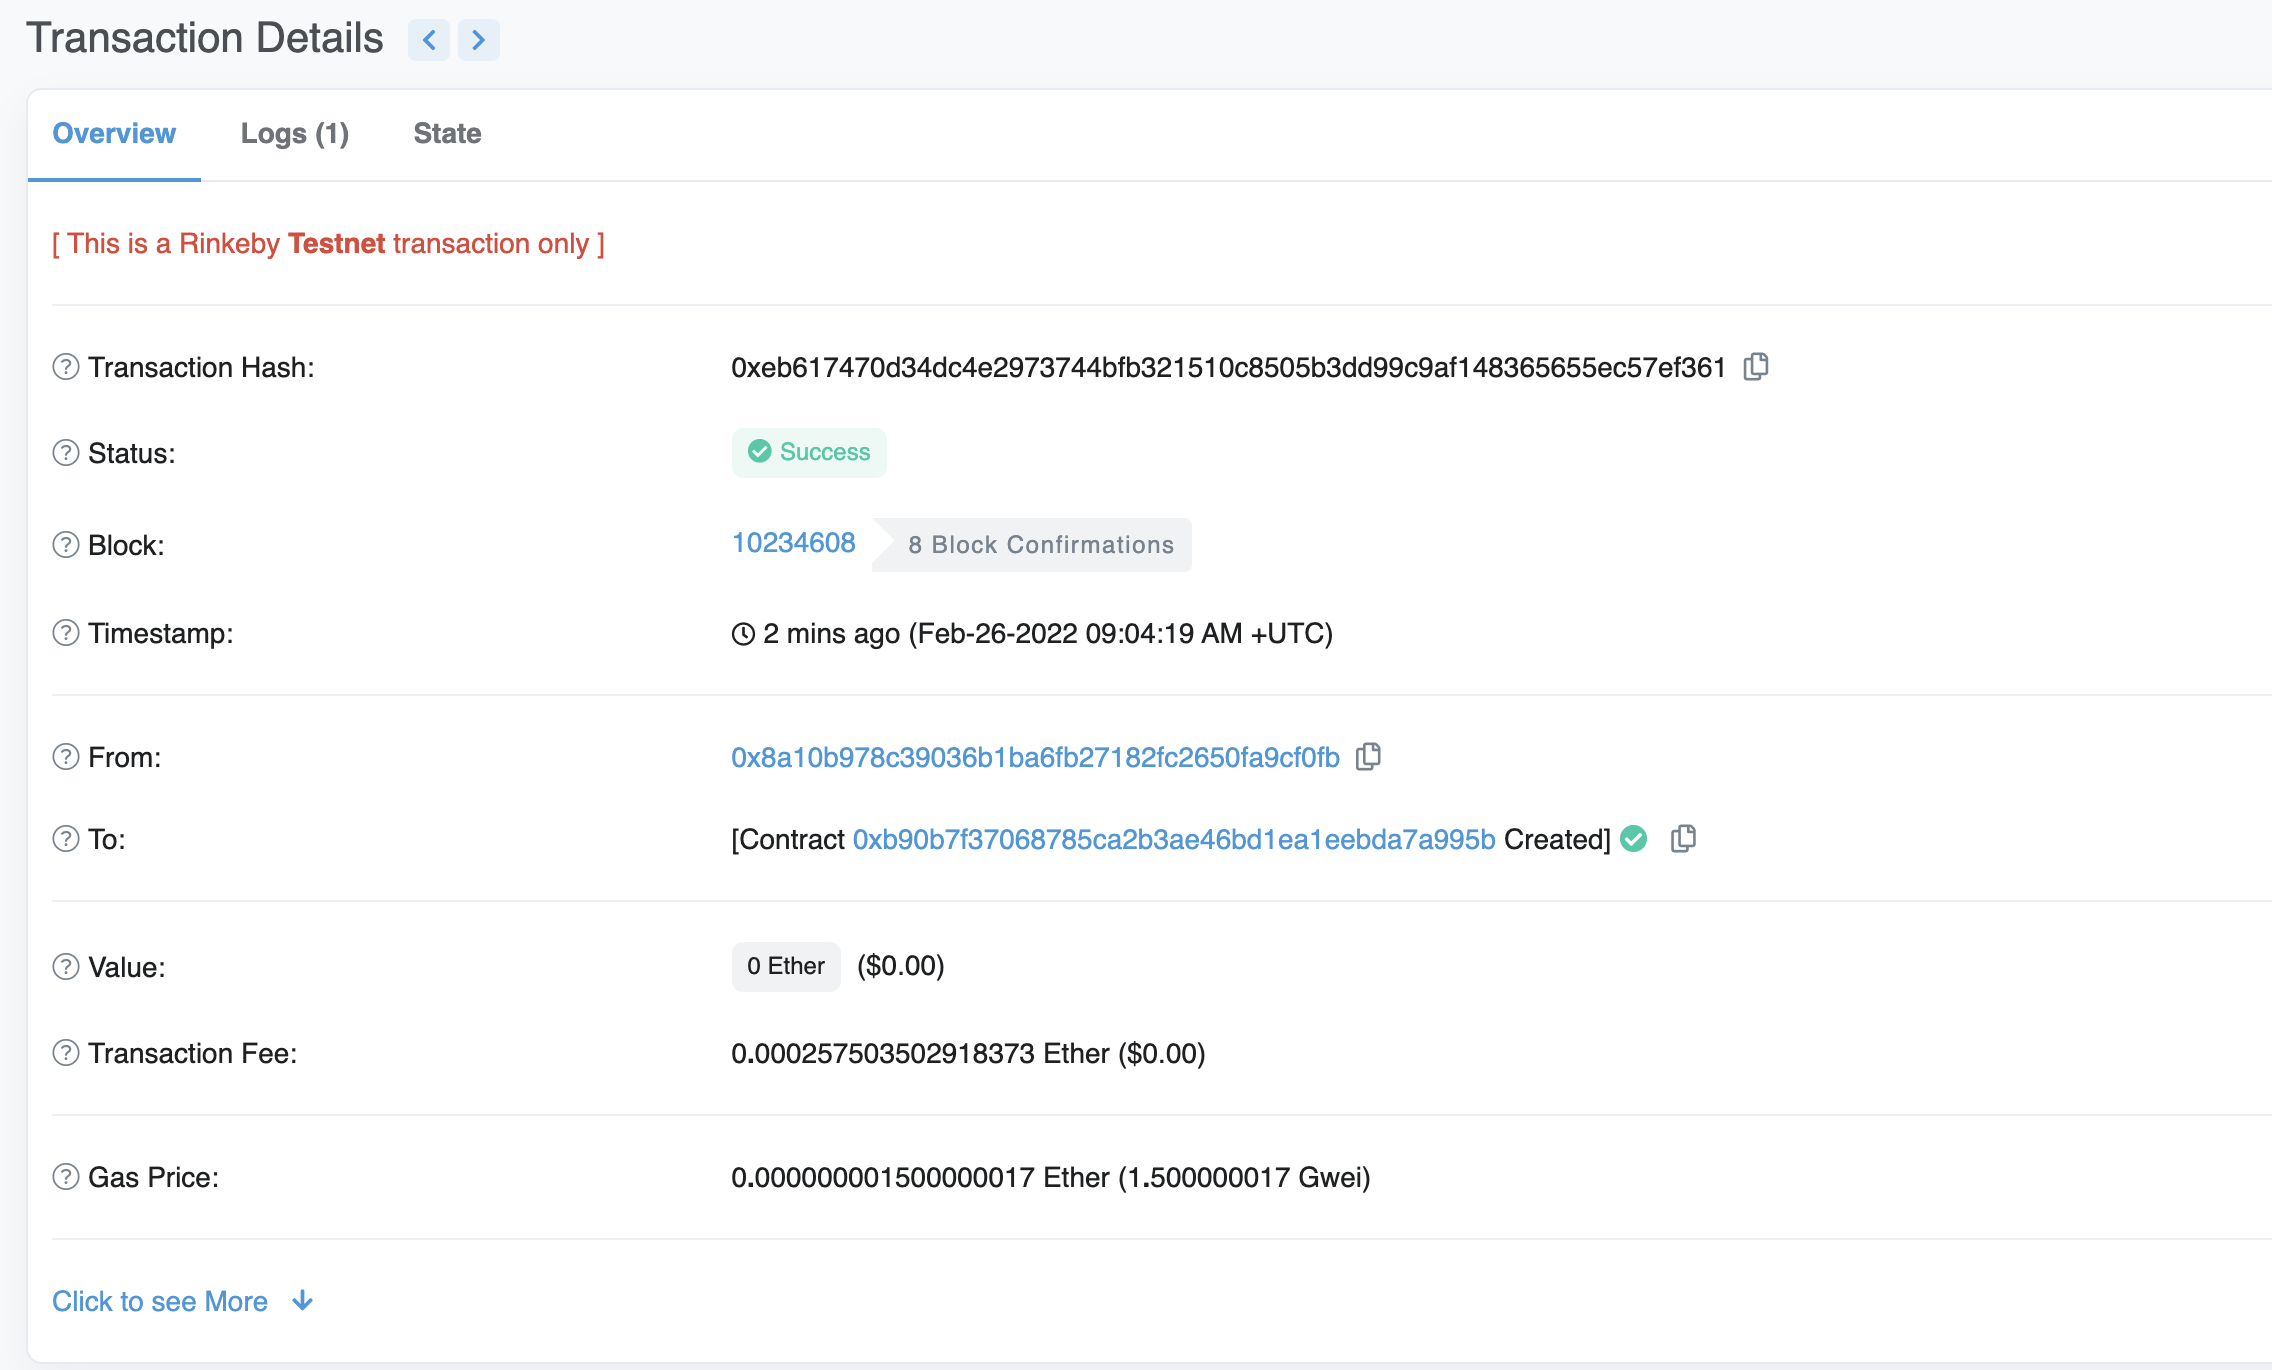 Transaction Details
Overview Logs (1) State
[ This is a Rinkeby Testnet transaction only ]
Transaction Hash: 0xeb617470d34dc4e2973744bfb321510c8505b3dd99c9af148365655ec57ef361
Status: Success
Block: 10234608 8 Block Confirmations
Timestamp: 2 mins ago (Feb-26-2022 09:04:19 AM +UTC)
From: 0x8a10b978c39036b1ba6fb27182fc2650fa9cf0fb
To: [Contract 0xb90b7f37068785ca2b3ae46bd1ea1eebda7a995b Created]
Value: 0 Ether ($0.00)
Transaction Fee: 0.000257503502918373 Ether ($0.00)
Gas Price: 0.000000001500000017 Ether (1.500000017 Gwei)
Click to see More